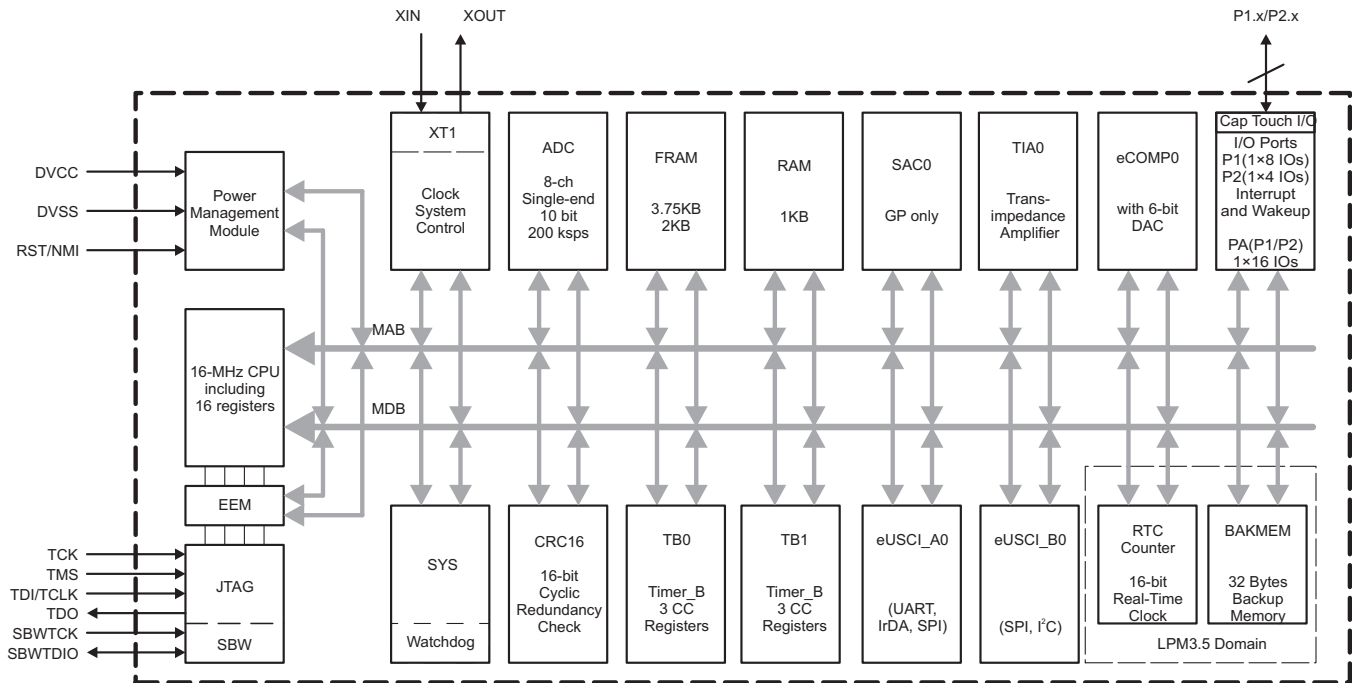 XIN
XOUT
P1.x/P2.x
DVCC
DVSS
RST/NMI
Power
Management
Module
XT1
Clock
System
Control
ADC
8-ch
Single-end
10 bit
200 ksps
FRAM
3.75KB
2KB
RAM
1KB
SAC0
GP only
TIA0
Trans-
impedance
Amplifier
eCOMP0
with 6-bit
DAC
Cap Touch I/O
I/O Ports
P1(1×8 IOs)
P2(1×4 IOs)
Interrupt
and Wakeup
PA(P1/P2)
1×16 IOs
MAB
MDB
16-MHz CPU
including
16 registers
EEM
TCK
TMS
TDI/TCLK
TDO
SBWTCK
SBWTDIO
JTAG
SBW
SYS
Watchdog
CRC16
16-bit
Cyclic
Redundancy
Check
TB0
Timer_B
3 CC
Registers
TB1
Timer_B
3 CC
Registers
eUSCI_A0
(UART,
IrDA, SPI)
eUSCI_B0
(SPI, I²C)
RTC
Counter
16-bit
Real-Time
Clock
BAKMEM
32 Bytes
Backup
Memory
LPM3.5 Domain